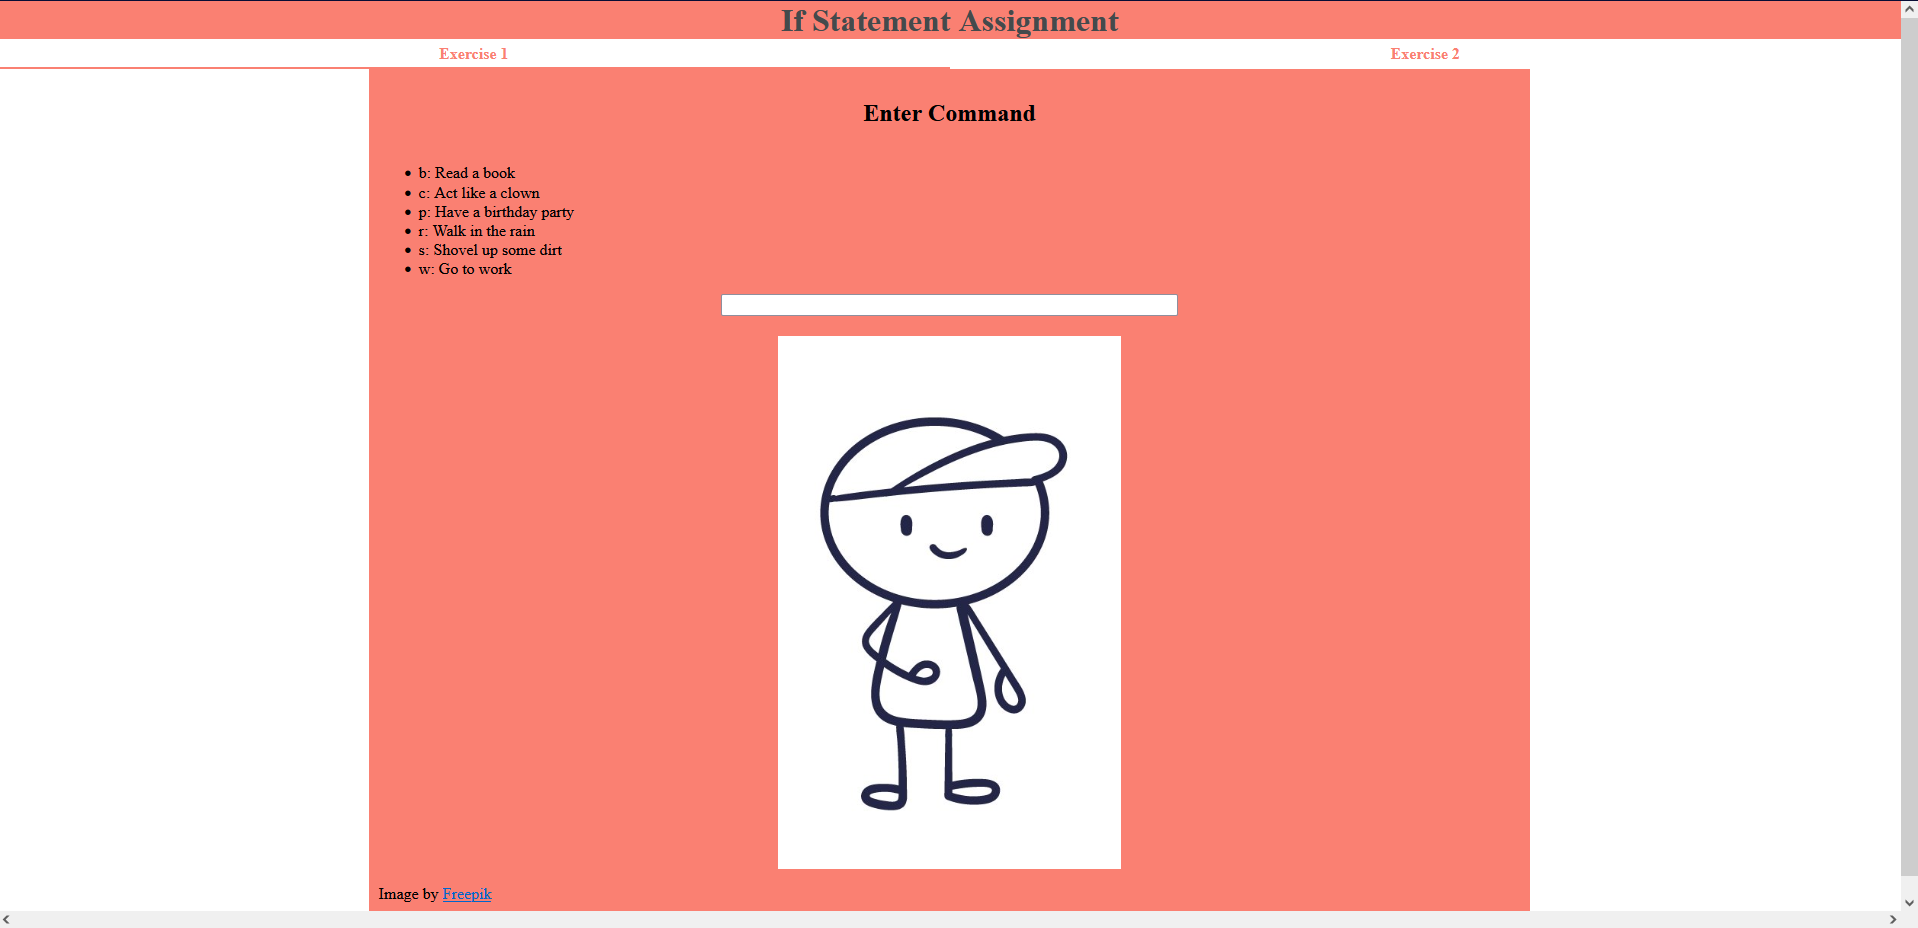 If Statement Assignment
Exercise 1
Exercise 2
Enter Command
b: Read a book
c: Act like a clown
p: Have a birthday party
r: Walk in the rain
s: Shovel up some dirt
w: Go to work
Image by Freepik